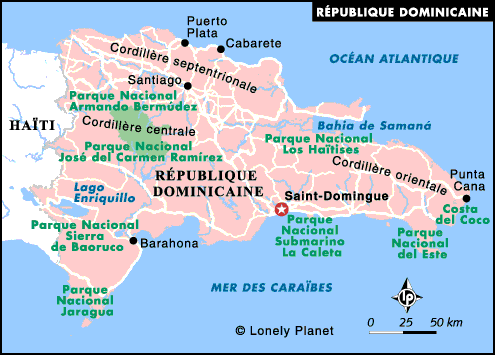 RÉPUBLIQUE DOMINICAINE
Puerto
Plata
Cabarete
OCÉAN ATLANTIQUE
Cordillère septentrionale
Santiago
Parque Nacional
Armando Bermúdez
HAÏTI
Cordillère centrale
Bahia de Samaná
Parque Nacional
José del Carmen Ramírez
Parque Nacional
Los Haïtises
Cordillère orientale
RÉPUBLIQUE
DOMINICAINE
Punta
Cana
Lago
Enriquillo
Saint-Domingue
Costa
del Coco
Parque Nacional
Sierra
de Baoruco
Barahona
Parque
Nacional
Submarino
La Caleta
Parque
Nacional
del Este
Parque
Nacional
Jaragua
MER DES CARAÏBES
LP
© Lonely Planet
0 25 50 km